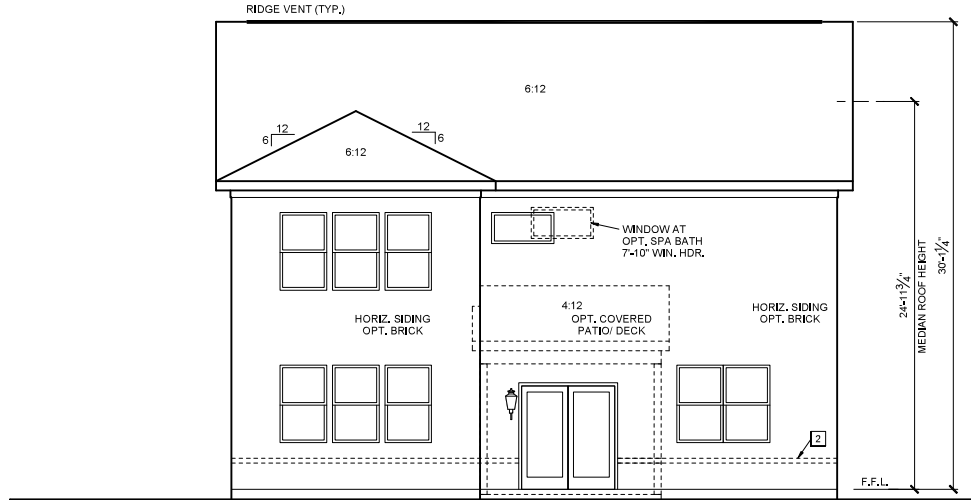 RIDGE VENT (TYP.)
6:12
12
6
12
6
6:12
WINDOW AT
OPT. SPA BATH
7'-10" WIN. HDR.
4:12
OPT. COVERED
PATIO/ DECK
HORIZ. SIDING
OPT. BRICK
HORIZ. SIDING
OPT. BRICK
24'-11 3/4"
MEDIAN ROOF HEIGHT
30'-1 1/4"
2
F.F.L.